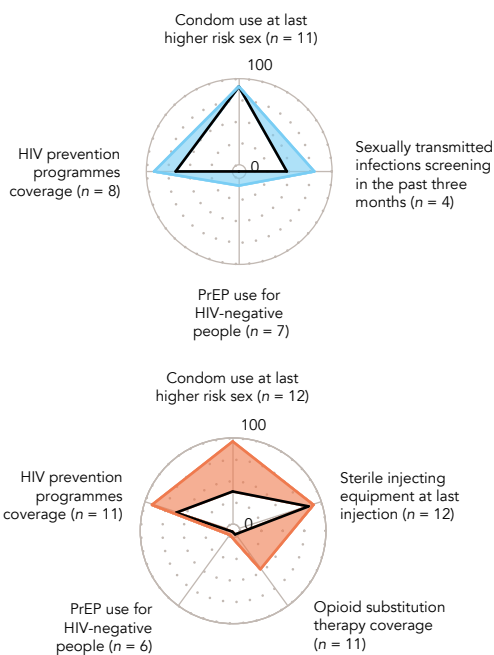 Condom use at last
higher risk sex (n = 11)
100
HIV prevention
programmes
coverage (n = 8)
0
Sexually transmitted
infections screening
in the past three
months (n = 4)
PrEP use for
HIV-negative
people (n = 7)
Condom use at last
higher risk sex (n = 12)
100
HIV prevention
programmes
coverage (n = 11)
0
Sterile injecting
equipment at last
injection (n = 12)
PrEP use for
HIV-negative
people (n = 6)
Opioid substitution
therapy coverage
(n = 11)